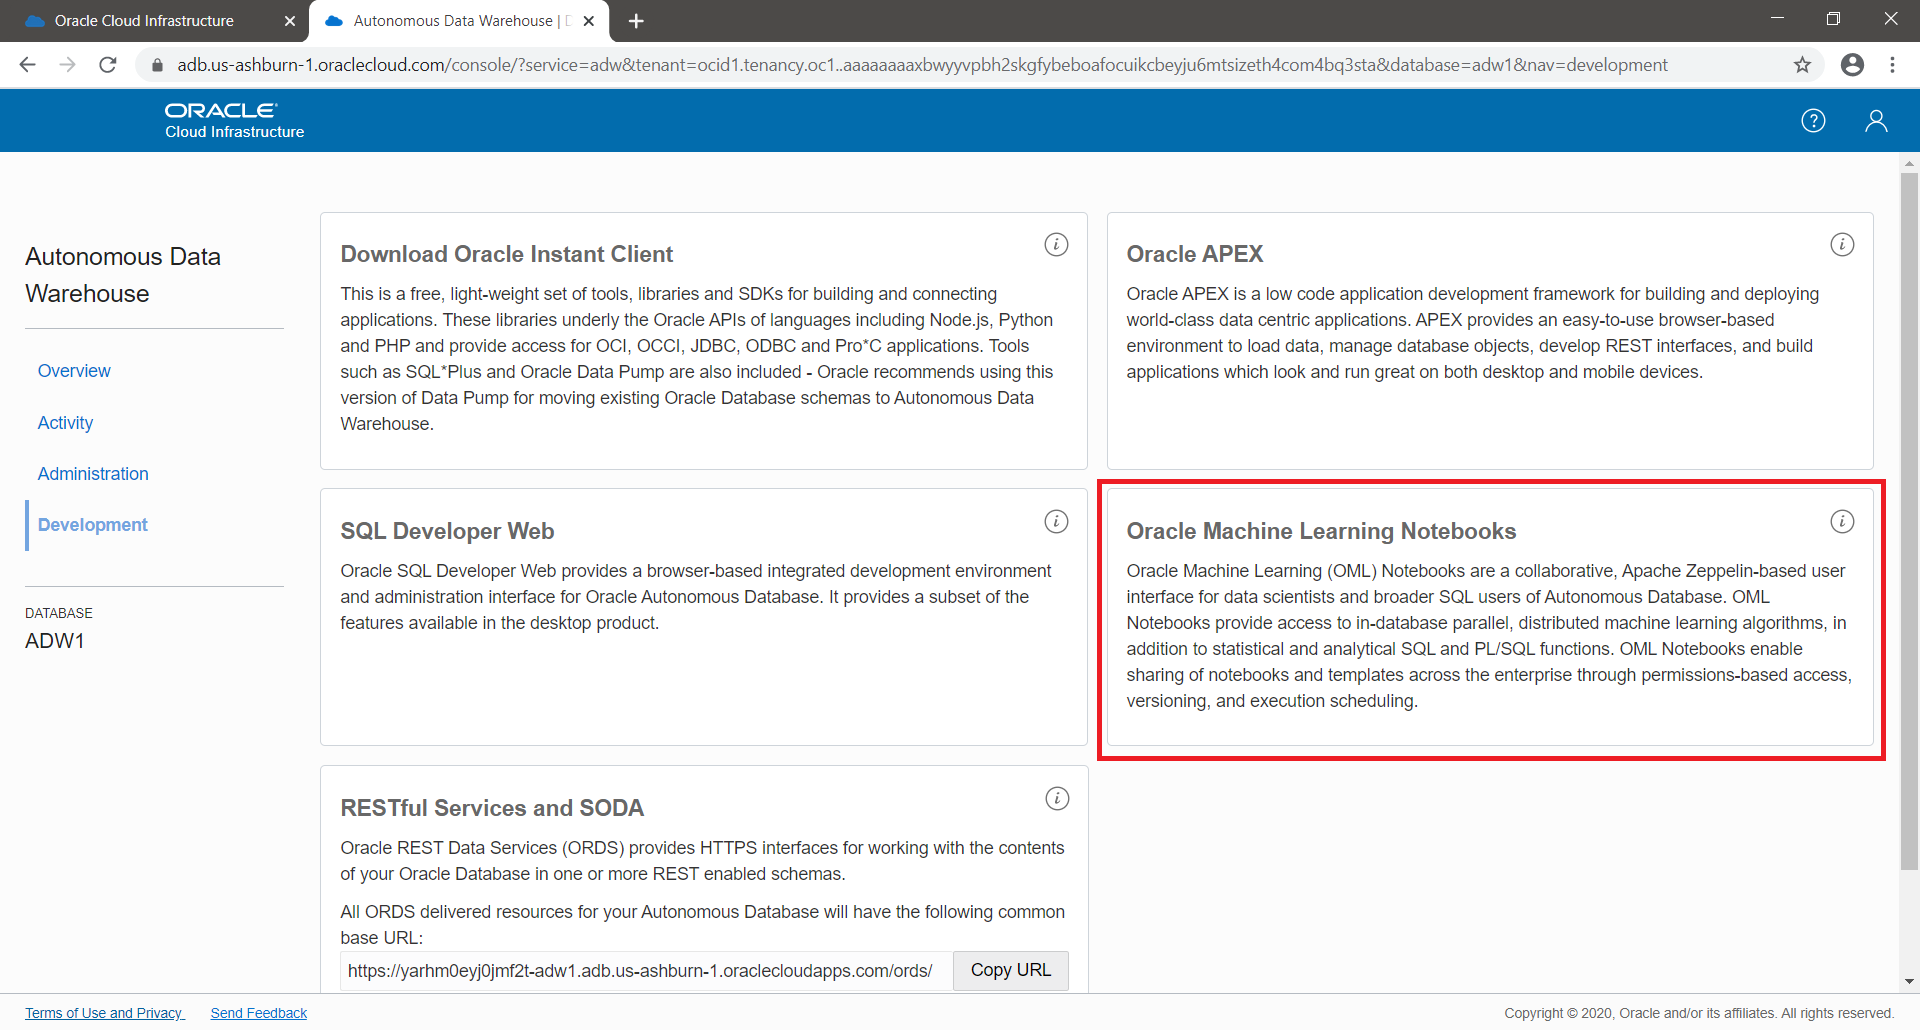 Oracle Cloud Infrastructure
Autonomous Data Warehouse |
adb.us-ashburn-1.oraclecloud.com/console/?service=adw&tenant=ocid1.tenancy.oc1..aaaaaaaaxbwyyvpbh2skgfybeboafocuikcbeyju6mtsizeth4com4bq3sta&database=adw1&nav=development
ORACLE
Cloud Infrastructure
Autonomous Data
Warehouse
Overview
Activity
Administration
Development
DATABASE
ADW1
Download Oracle Instant Client
This is a free, light-weight set of tools, libraries and SDKs for building and connecting
applications. These libraries underly the Oracle APIs of languages including Node.js, Python
and PHP and provide access for OCI, OCCI, JDBC, ODBC and Pro*C applications. Tools
such as SQL*Plus and Oracle Data Pump are also included - Oracle recommends using this
version of Data Pump for moving existing Oracle Database schemas to Autonomous Data
Warehouse.
Oracle APEX
Oracle APEX is a low code application development framework for building and deploying
world-class data centric applications. APEX provides an easy-to-use browser-based
environment to load data, manage database objects, develop REST interfaces, and build
applications which look and run great on both desktop and mobile devices.
SQL Developer Web
Oracle SQL Developer Web provides a browser-based integrated development environment
and administration interface for Oracle Autonomous Database. It provides a subset of the
features available in the desktop product.
Oracle Machine Learning Notebooks
Oracle Machine Learning (OML) Notebooks are a collaborative, Apache Zeppelin-based user
interface for data scientists and broader SQL users of Autonomous Database. OML
Notebooks provide access to in-database parallel, distributed machine learning algorithms, in
addition to statistical and analytical SQL and PL/SQL functions. OML Notebooks enable
sharing of notebooks and templates across the enterprise through permissions-based access,
versioning, and execution scheduling.
RESTful Services and SODA
Oracle REST Data Services (ORDS) provides HTTPS interfaces for working with the contents
of your Oracle Database in one or more REST enabled schemas.
All ORDS delivered resources for your Autonomous Database will have the following common
base URL:
https://yarhm0eyj0jmf2t-adw1.adb.us-ashburn-1.oraclecloudapps.com/ords/
Copy URL
Terms of Use and Privacy
Send Feedback
Copyright © 2020, Oracle and/or its affiliates. All rights reserved.